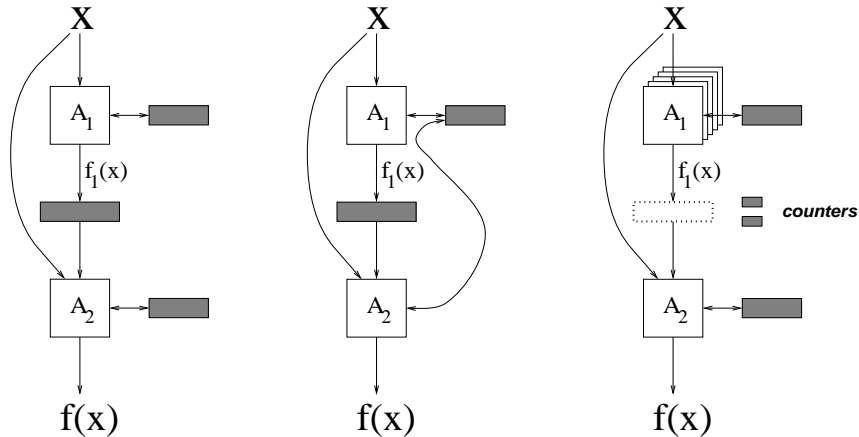 X X X
A1 A1 A1
f1(x) f1(x) f1(x)
counters
A2 A2 A2
f(x) f(x) f(x)